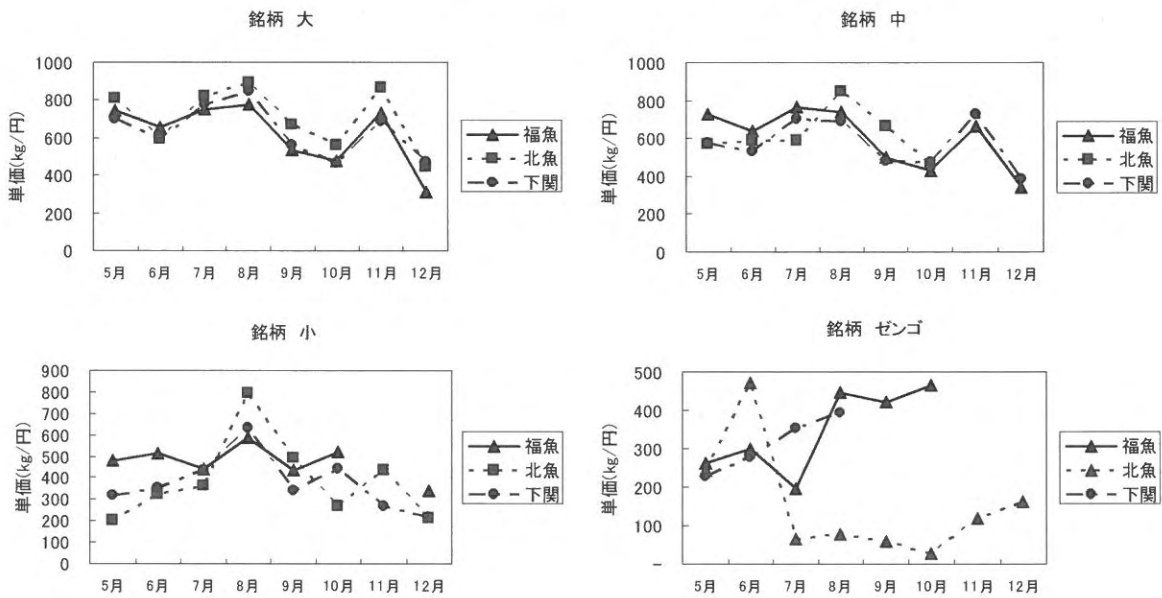 銘柄 大
単価(kg/円)
1000
800
600
400
200
0
5月 6月 7月 8月 9月 10月 11月 12月
福魚
北魚
下関
銘柄 中
単価(kg/円)
1000
800
600
400
200
0
5月 6月 7月 8月 9月 10月 11月 12月
福魚
北魚
下関
銘柄 小
単価(kg/円)
900
800
700
600
500
400
300
200
100
0
5月 6月 7月 8月 9月 10月 11月 12月
福魚
北魚
下関
銘柄 ゼンゴ
単価(kg/円)
500
400
300
200
100
-
5月 6月 7月 8月 9月 10月 11月 12月
福魚
北魚
下関